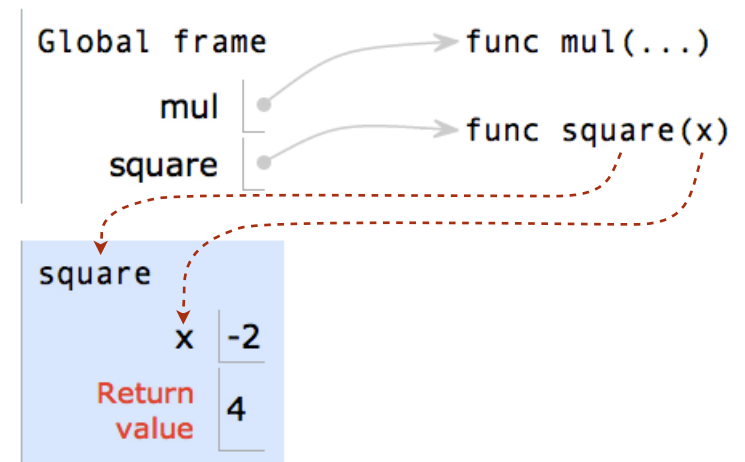 Global frame
func mul(...)
mul
func square(x)
square
square
x -2
Return
value
4